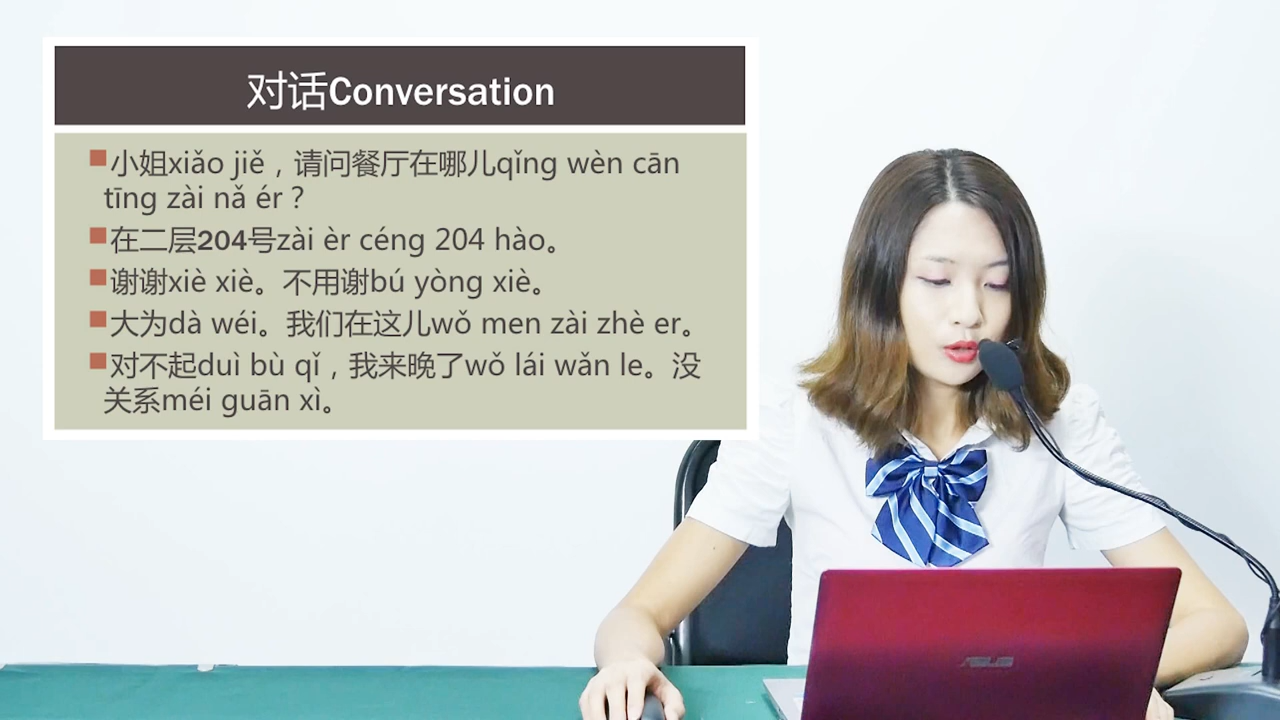 对话Conversation
小姐xiǎo jiě，请问餐厅在哪儿qǐng wèn cān
tīng zài nǎ ér？
在二层204号zài èr céng 204 hào。
谢谢xiè xiè。不用谢bú yòng xiè。
大为dà wéi。我们在这儿wǒ men zài zhè er。
对不起duì bù qǐ，我来晚了wǒ lái wǎn le。没
关系méi guān xì。
ASUS